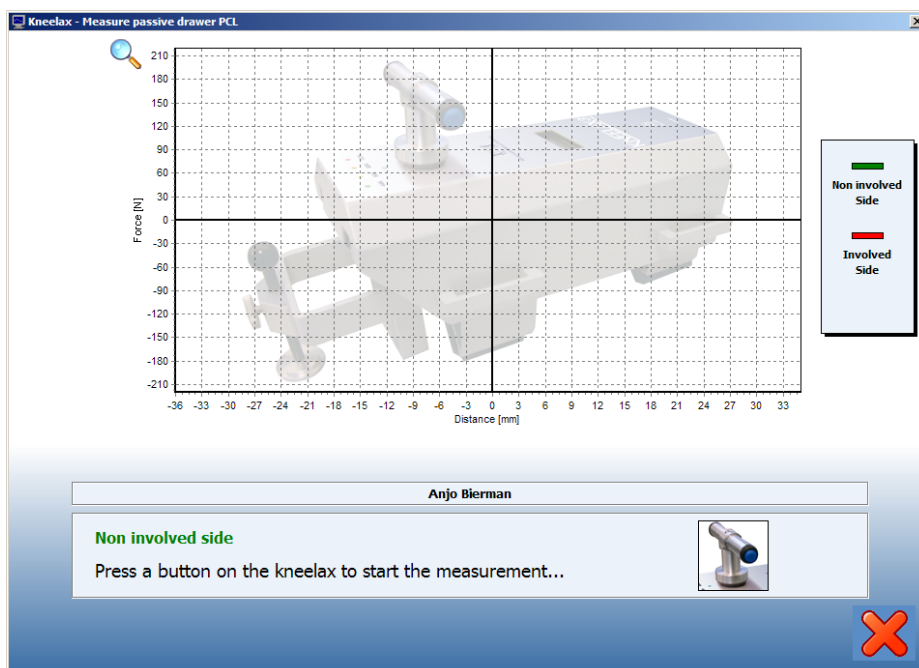 Kneelax - Measure passive drawer PCL
210
180
150
120
90
60
30
0
-30
-60
-90
-120
-150
-180
-210
Force [N]
-36 -33 -30 -27 -24 -21 -18 -15 -12 -9 -6 -3 0 3 6 9 12 15 18 21 24 27 30 33
Distance [mm]
Non involved
Side
Involved
Side
Anjo Bierman
Non involved side
Press a button on the kneelax to start the measurement...